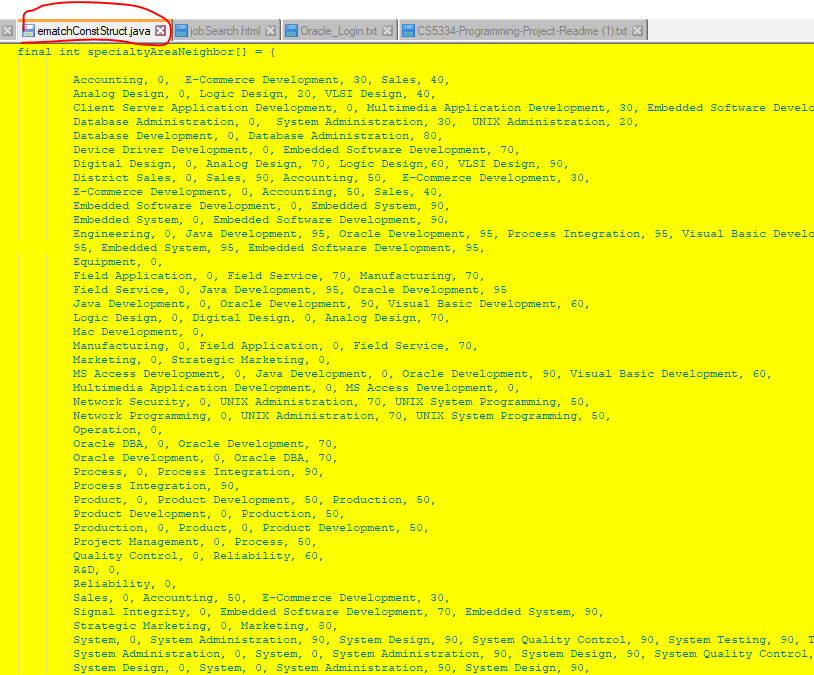 ematchConstStruct.java jobSearch.html Oracle_Login.txt CS5334-Programming-Project-Readme (1).txt
final int specialtyAreaNeighbor[] = {
Accounting, 0,  E-Commerce Development, 30, Sales, 40,
Analog Design, 0, Logic Design, 20, VLSI Design, 40,
Client Server Application Development, 0, Multimedia Application Development, 30, Embedded Software Develo
Database Administration, 0,  System Administration, 30,  UNIX Administration, 20,
Database Development, 0, Database Administration, 80,
Device Driver Development, 0, Embedded Software Development, 70,
Digital Design, 0, Analog Design, 70, Logic Design,60, VLSI Design, 90,
District Sales, 0, Sales, 90, Accounting, 50,  E-Commerce Development, 30,
E-Commerce Development, 0, Accounting, 50, Sales, 40,
Embedded Software Development, 0, Embedded System, 90,
Embedded System, 0, Embedded Software Development, 90,
Engineering, 0, Java Development, 95, Oracle Development, 95, Process Integration, 95, Visual Basic Develo
95, Embedded System, 95, Embedded Software Development, 95,
Equipment, 0,
Field Application, 0, Field Service, 70, Manufacturing, 70,
Field Service, 0, Java Development, 95, Oracle Development, 95
Java Development, 0, Oracle Development, 90, Visual Basic Development, 60,
Logic Design, 0, Digital Design, 0, Analog Design, 70,
Mac Development, 0,
Manufacturing, 0, Field Application, 0, Field Service, 70,
Marketing, 0, Strategic Marketing, 0,
MS Access Development, 0, Java Development, 0, Oracle Development, 90, Visual Basic Development, 60,
Multimedia Application Development, 0, MS Access Development, 0,
Network Security, 0, UNIX Administration, 70, UNIX System Programming, 50,
Network Programming, 0, UNIX Administration, 70, UNIX System Programming, 50,
Operation, 0,
Oracle DBA, 0, Oracle Development, 70,
Oracle Development, 0, Oracle DBA, 70,
Process, 0, Process Integration, 90,
Process Integration, 90,
Product, 0, Product Development, 50, Production, 50,
Product Development, 0, Production, 50,
Production, 0, Product, 0, Product Development, 50,
Project Management, 0, Process, 50,
Quality Control, 0, Reliability, 60,
R&D, 0,
Reliability, 0,
Sales, 0, Accounting, 50,  E-Commerce Development, 30,
Signal Integrity, 0, Embedded Software Development, 70, Embedded System, 90,
Strategic Marketing, 0, Marketing, 80,
System, 0, System Administration, 90, System Design, 90, System Quality Control, 90, System Testing, 90, T
System Administration, 0, System, 0, System Administration, 90, System Design, 90, System Quality Control,
System Design, 0, System, 0, System Administration, 90, System Design, 90,